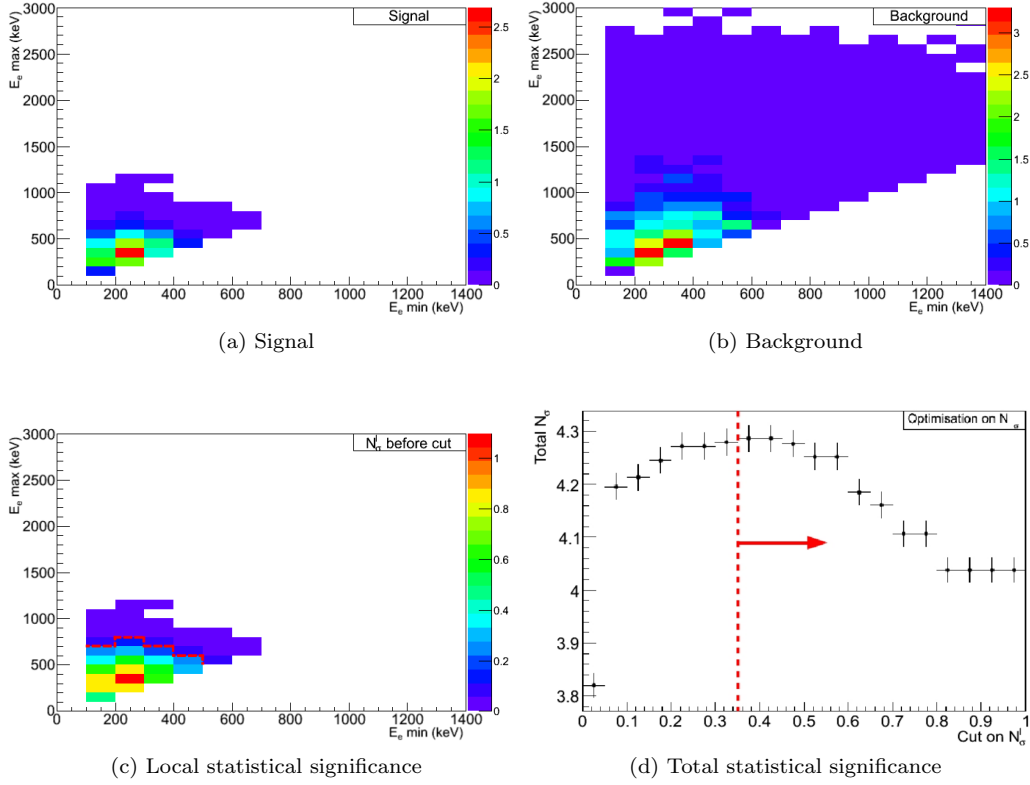 Signal
E_e max (keV)
3000
2500
2000
1500
1000
500
0
2.5
2
1.5
1
0.5
0
0 200 400 600 800 1000 1200 1400
E_e min (keV)
(a) Signal
Background
E_e max (keV)
3000
2500
2000
1500
1000
500
0
3
2.5
2
1.5
1
0.5
0
0 200 400 600 800 1000 1200 1400
E_e min (keV)
(b) Background
N^l_σ before cut
E_e max (keV)
3000
2500
2000
1500
1000
500
0
1
0.8
0.6
0.4
0.2
0
0 200 400 600 800 1000 1200 1400
E_e min (keV)
(c) Local statistical significance
Optimisation on N_σ
Total N_σ
4.3
4.2
4.1
4
3.9
3.8
0 0.1 0.2 0.3 0.4 0.5 0.6 0.7 0.8 0.9 1
Cut on N^l_σ
(d) Total statistical significance